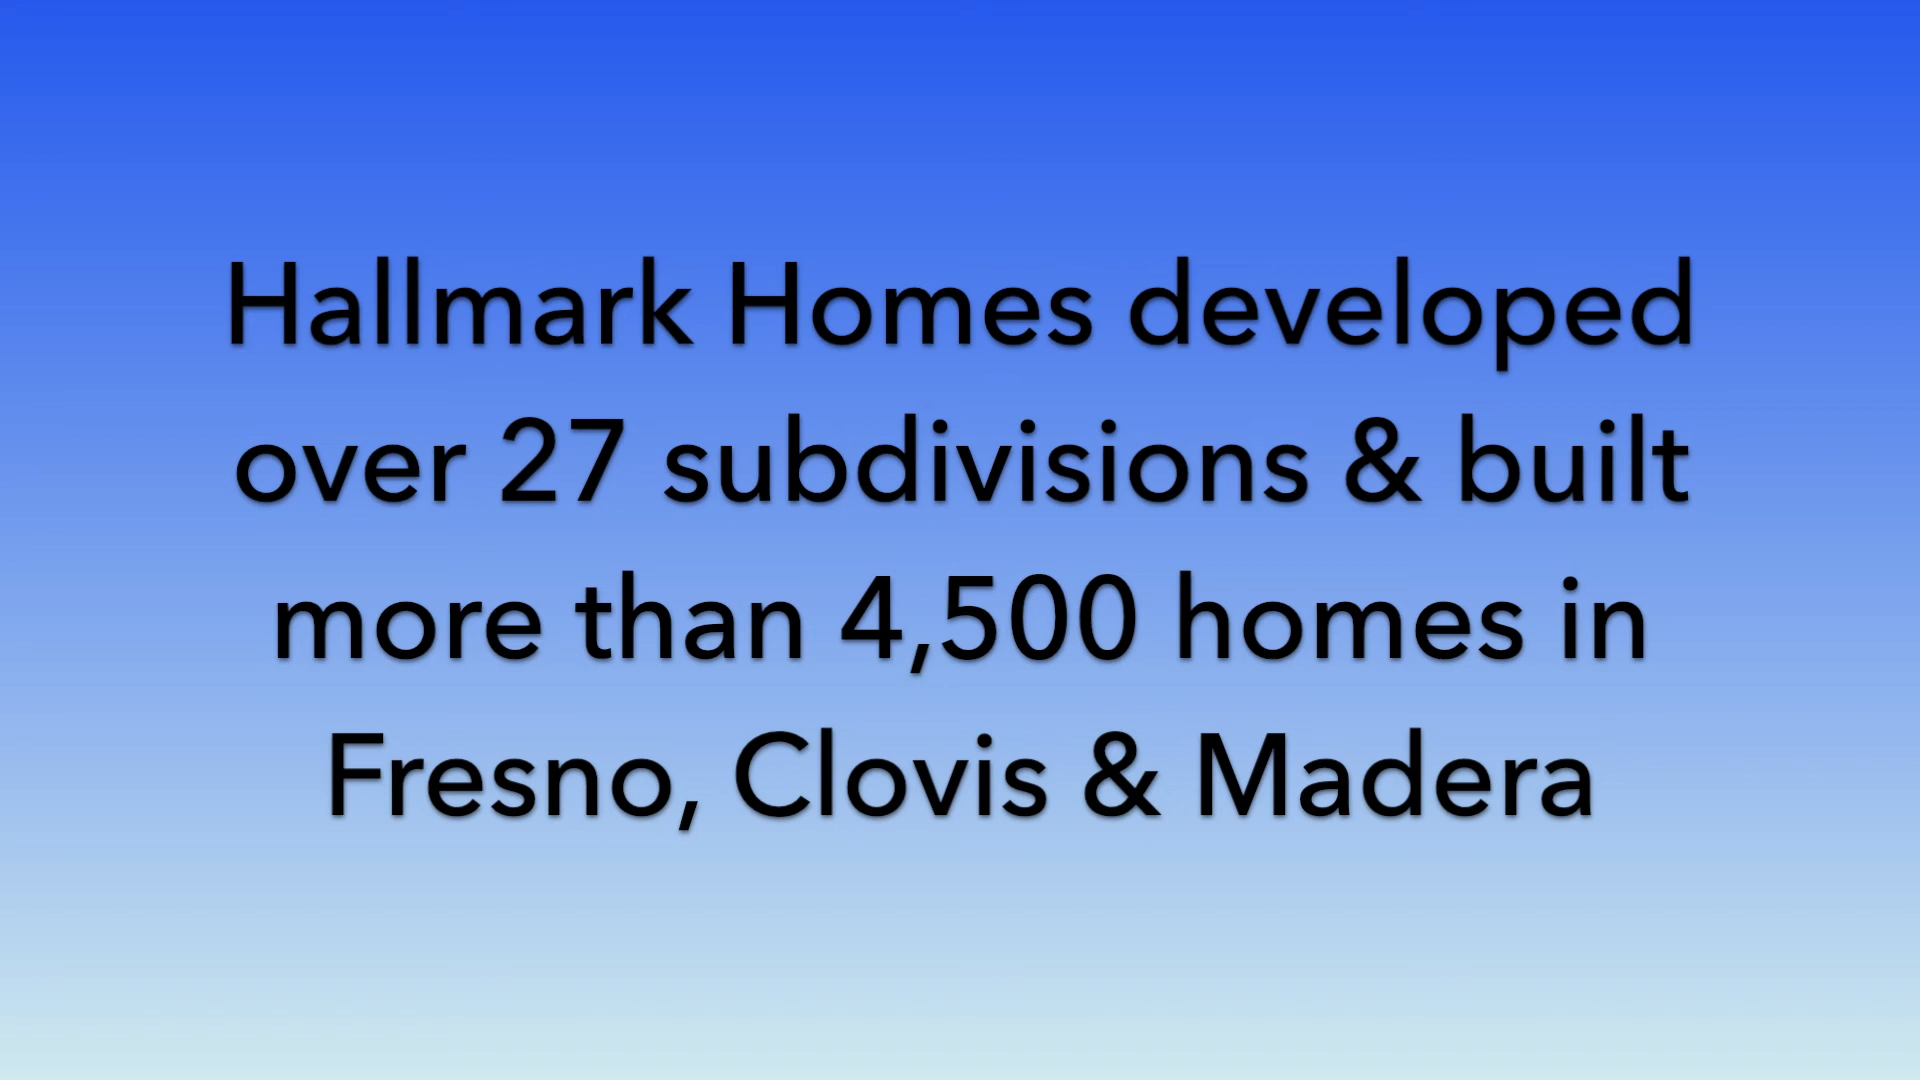 Hallmark Homes developed
over 27 subdivisions & built
more than 4,500 homes in
Fresno, Clovis & Madera